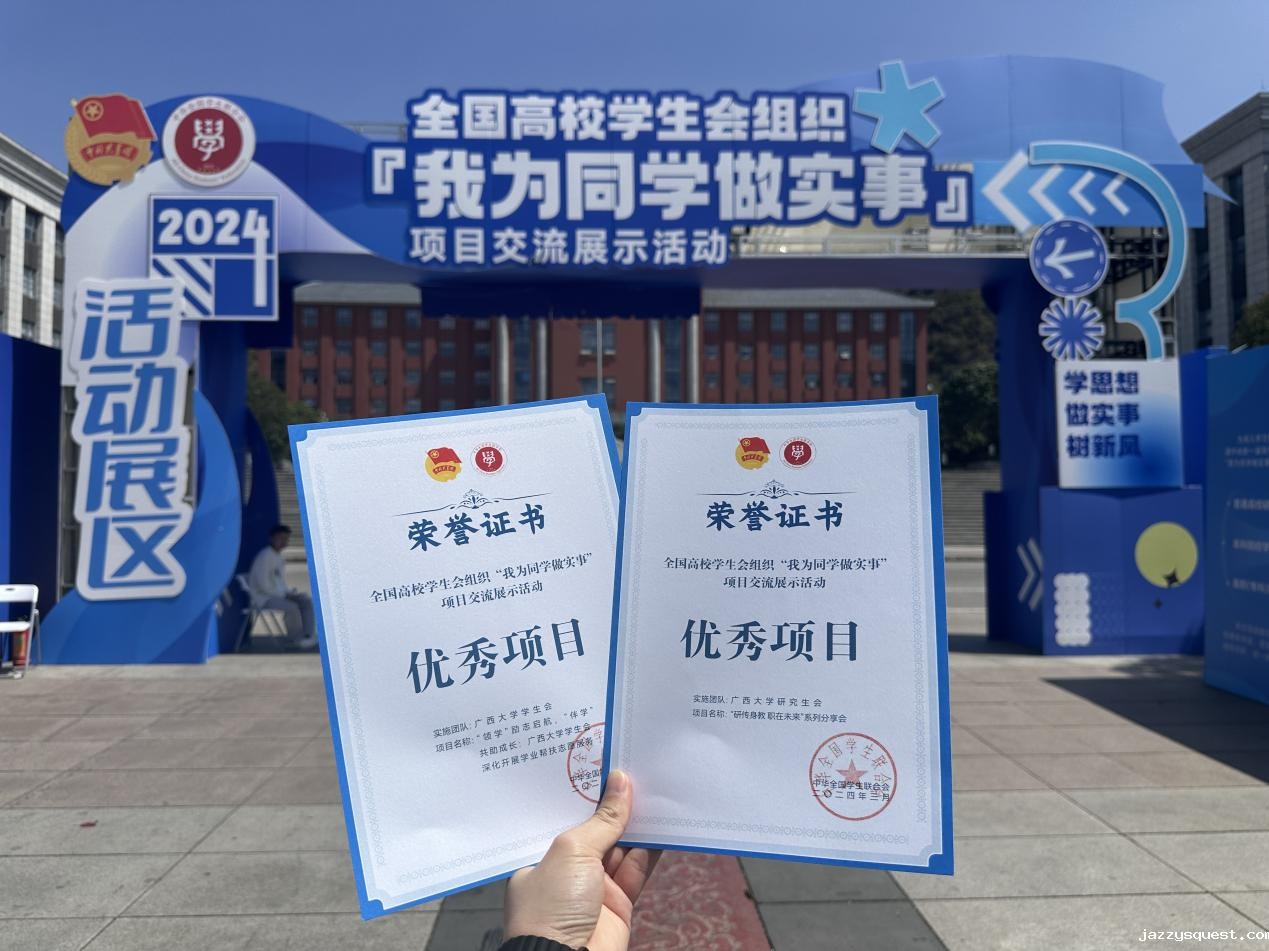 全国高校学生会组织
『我为同学做实事』
项目交流展示活动
2024
活动展区
学思想
做实事
树新风
荣誉证书
全国高校学生会组织“我为同学做实事”
项目交流展示活动
优秀项目
实施团队:广西大学学生会
项目名称:“领学”励志启航,“伴学”
共助成长:广西大学学生会
深化开展学业帮扶志愿服务
荣誉证书
全国高校学生会组织“我为同学做实事”
项目交流展示活动
优秀项目
实施团队:广西大学研究生会
项目名称:“研传身教 职在未来”系列分享会
中华全国学生联合会
二〇二四年三月
jazzysquest.com